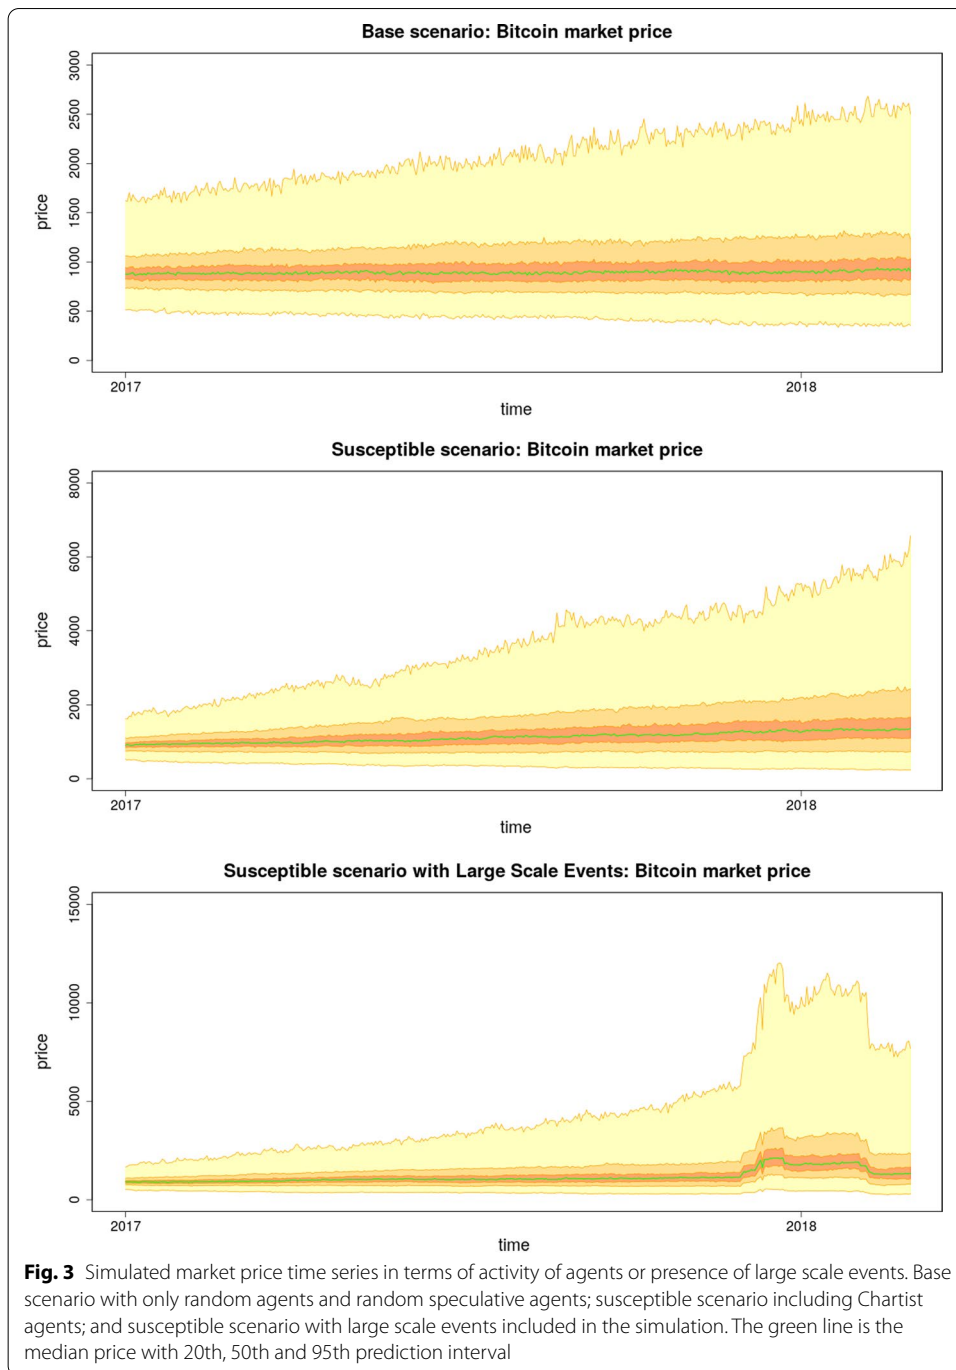 Base scenario: Bitcoin market price
3000
2500
2000
1500
1000
500
0
price
2017
2018
time
Susceptible scenario: Bitcoin market price
8000
6000
4000
2000
0
price
2017
2018
time
Susceptible scenario with Large Scale Events: Bitcoin market price
15000
10000
5000
0
price
2017
2018
time
Fig. 3 Simulated market price time series in terms of activity of agents or presence of large scale events. Base
scenario with only random agents and random speculative agents; susceptible scenario including Chartist
agents; and susceptible scenario with large scale events included in the simulation. The green line is the
median price with 20th, 50th and 95th prediction interval